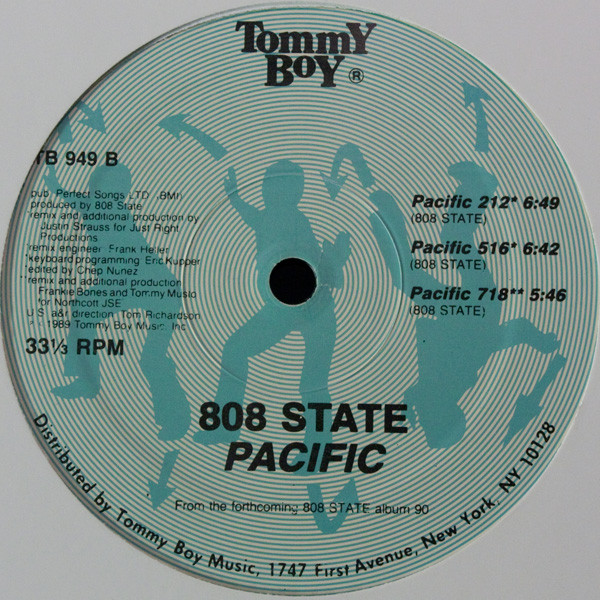 Tommy
Boy ®
TB 949 B
pub. Perfect Songs LTD. (BMI)
produced by 808 State
*remix and additional production by
Justin Strauss for Just Right
Productions
*remix engineer: Frank Heller
*keyboard programming: Eric Kupper
*edited by Chep Nunez
**remix and additional production
Frankie Bones and Tommy Musto
for Northcott JSE
U.S. a&r direction: Tom Richardson
1989 Tommy Boy Music, Inc.
33⅓ RPM
Pacific 212* 6:49
(808 STATE)
Pacific 516* 6:42
(808 STATE)
Pacific 718** 5:46
(808 STATE)
808 STATE
PACIFIC
From the forthcoming 808 STATE album 90
Distributed by Tommy Boy Music, 1747 First Avenue, New York, NY 10128